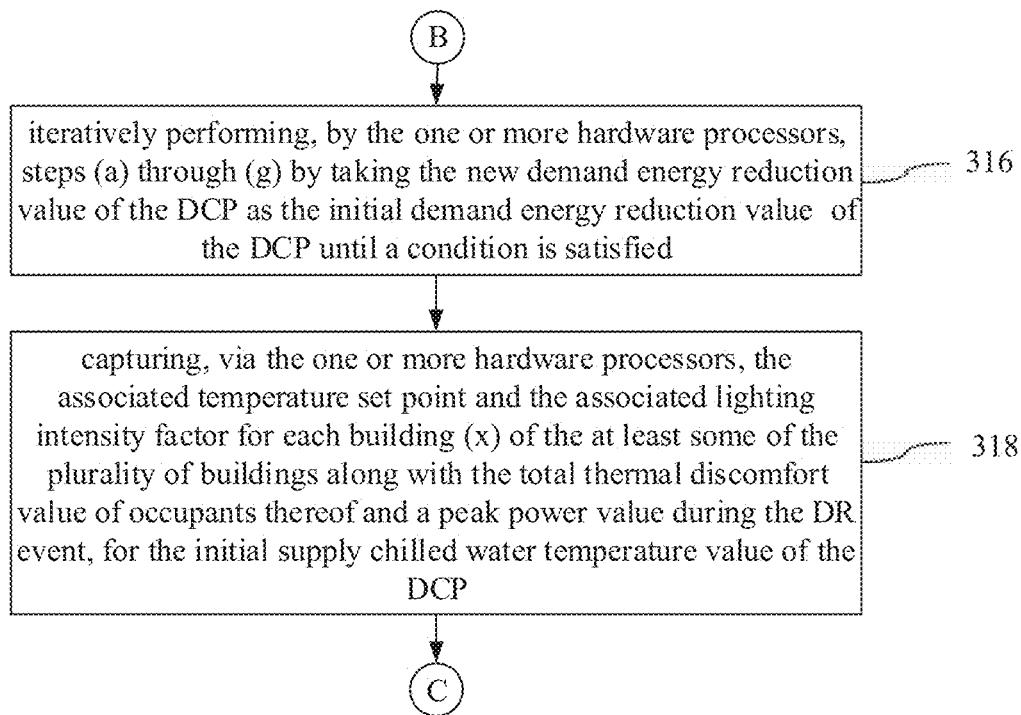 B
iteratively performing, by the one or more hardware processors,
steps (a) through (g) by taking the new demand energy reduction
value of the DCP as the initial demand energy reduction value of
the DCP until a condition is satisfied
316
capturing, via the one or more hardware processors, the
associated temperature set point and the associated lighting
intensity factor for each building (x) of the at least some of the
plurality of buildings along with the total thermal discomfort
value of occupants thereof and a peak power value during the DR
event, for the initial supply chilled water temperature value of the
DCP
318
C